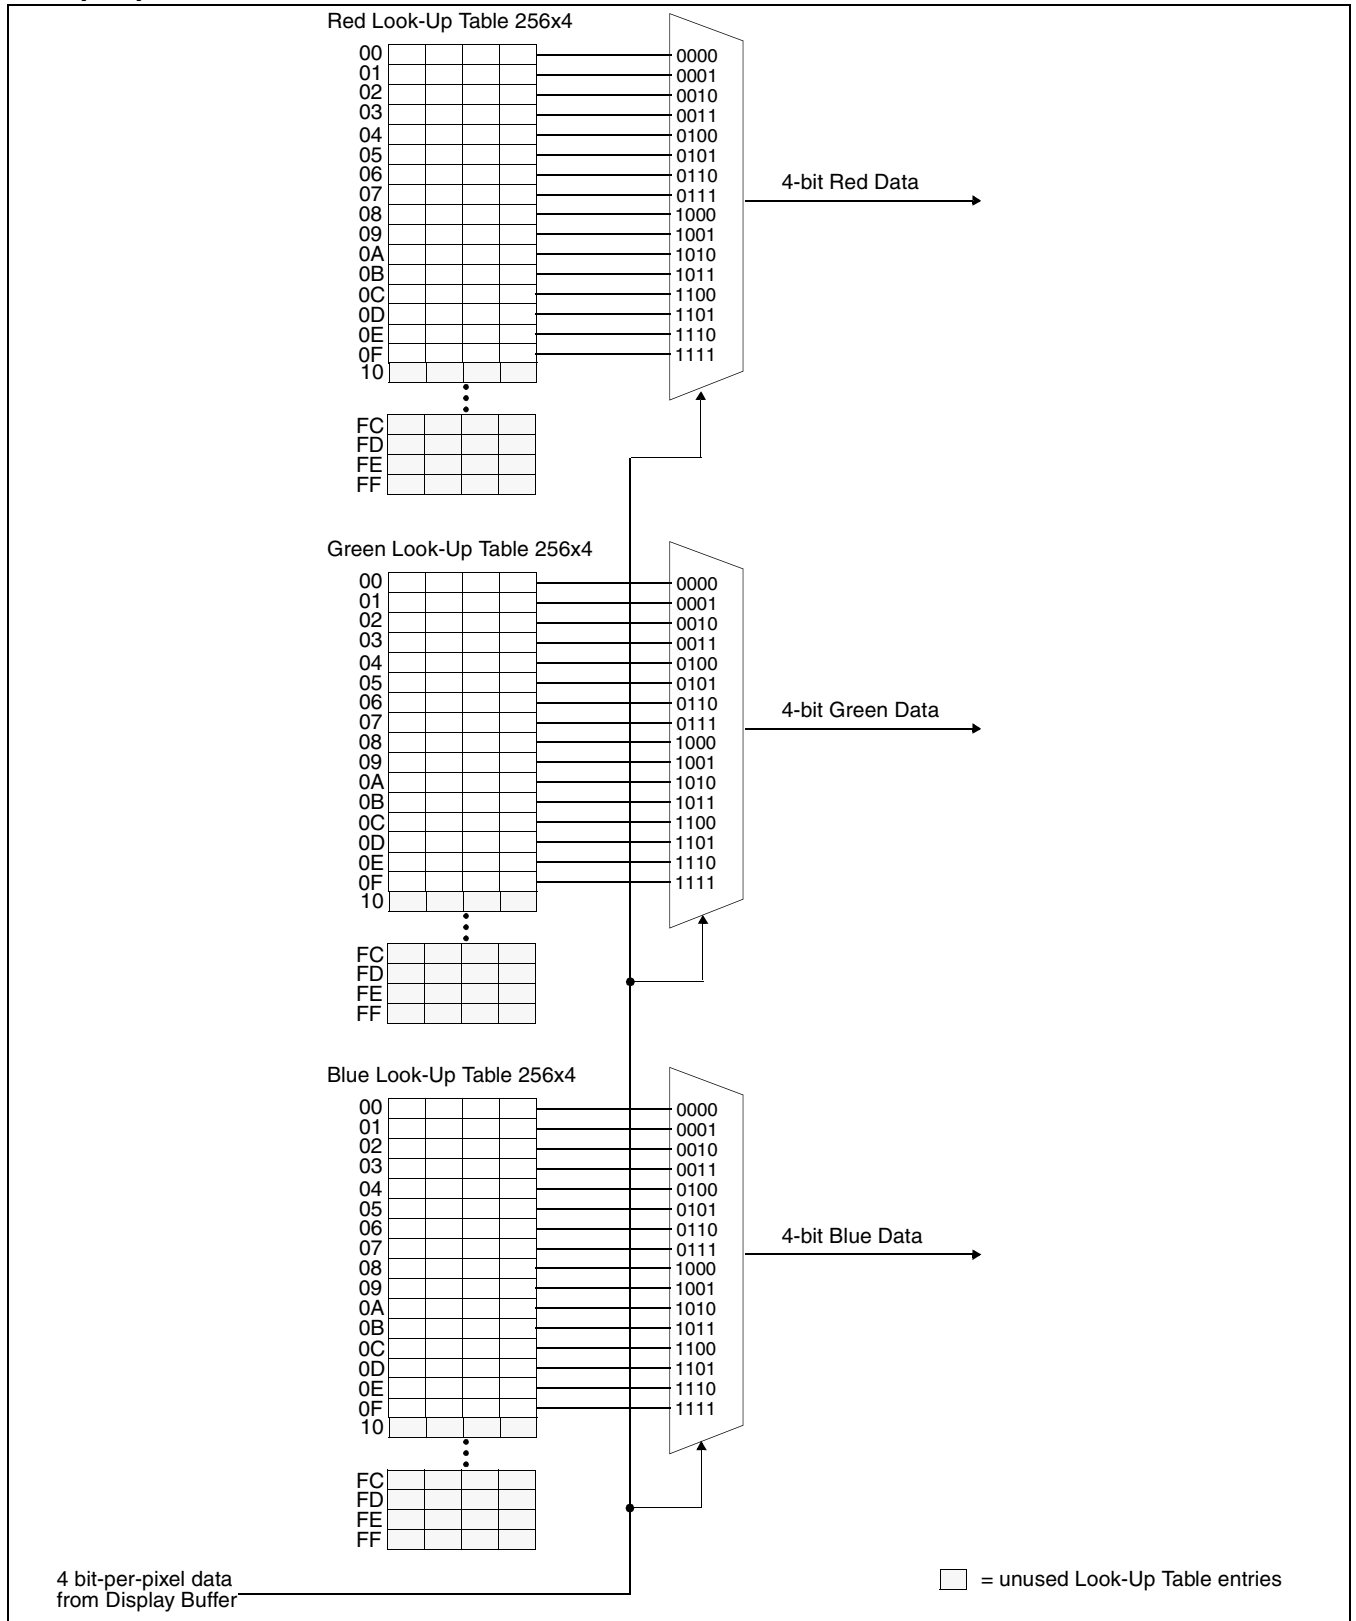 Red Look-Up Table 256x4
00 0000
01 0001
02 0010
03 0011
04 0100
05 0101
06 0110
07 0111
08 1000
09 1001
0A 1010
0B 1011
0C 1100
0D 1101
0E 1110
0F 1111
10
4-bit Red Data
FC
FD
FE
FF
Green Look-Up Table 256x4
00 0000
01 0001
02 0010
03 0011
04 0100
05 0101
06 0110
07 0111
08 1000
09 1001
0A 1010
0B 1011
0C 1100
0D 1101
0E 1110
0F 1111
10
4-bit Green Data
FC
FD
FE
FF
Blue Look-Up Table 256x4
00 0000
01 0001
02 0010
03 0011
04 0100
05 0101
06 0110
07 0111
08 1000
09 1001
0A 1010
0B 1011
0C 1100
0D 1101
0E 1110
0F 1111
10
4-bit Blue Data
FC
FD
FE
FF
4 bit-per-pixel data
from Display Buffer
= unused Look-Up Table entries